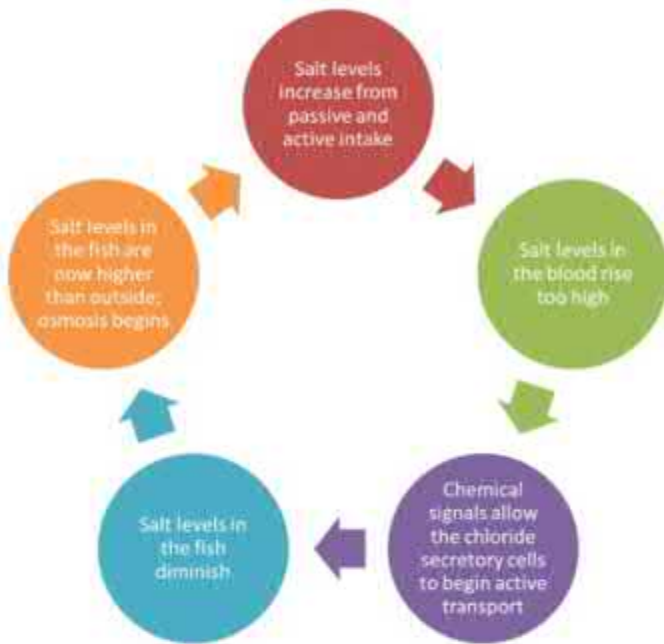 Salt levels
increase from
passive and
active intake
Salt levels in
the blood rise
too high
Chemical
signals allow
the chloride
secretory cells
to begin active
transport
Salt levels in
the fish
diminish
Salt levels in
the fish are
now higher
than outside;
osmosis begins